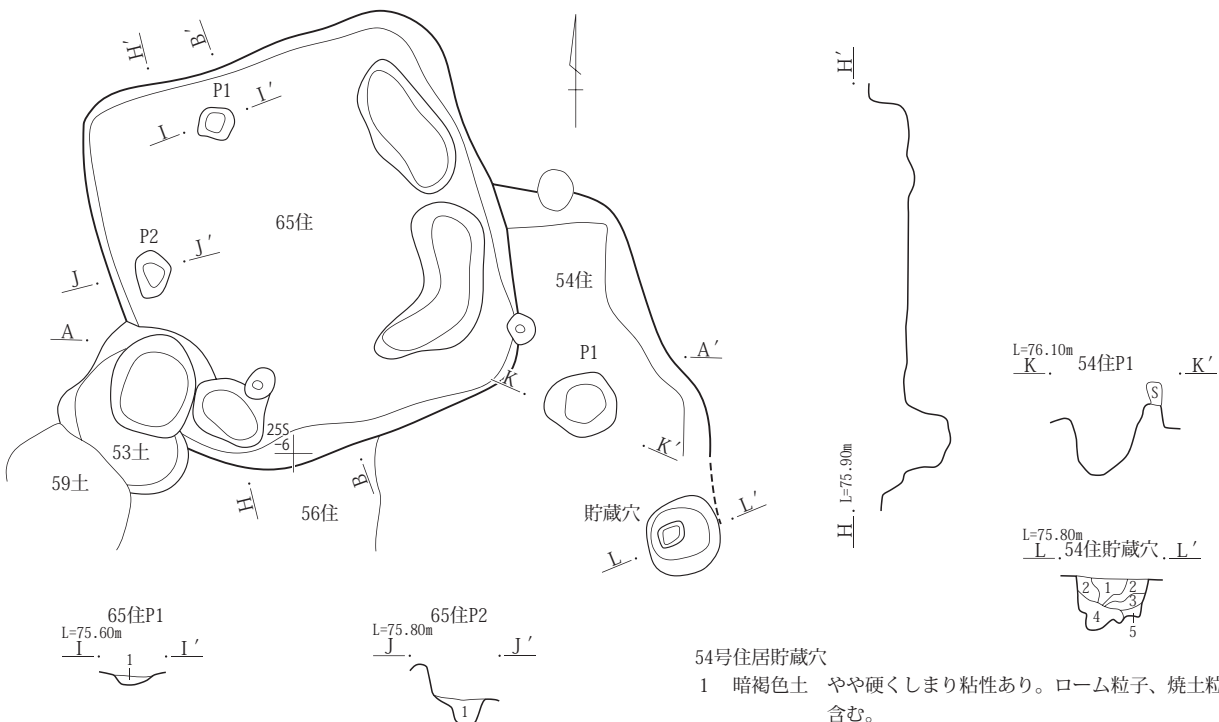 H′
B′
P1
I′
I
65住
P2
J′
J
A
54住
P1
A′
K
K′
25S
-6
53土
59土
H
56住
B
貯蔵穴
L′
L
H′
L=75.90m
H
L=76.10m
K 54住P1 K′
S
L=75.80m
L 54住貯蔵穴 L′
2 1 2
3
4
5
65住P1
L=75.60m
I I′
1
65住P2
L=75.80m
J J′
1
54号住居貯蔵穴
1 暗褐色土 やや硬くしまり粘性あり。ローム粒子、焼土粒
含む。